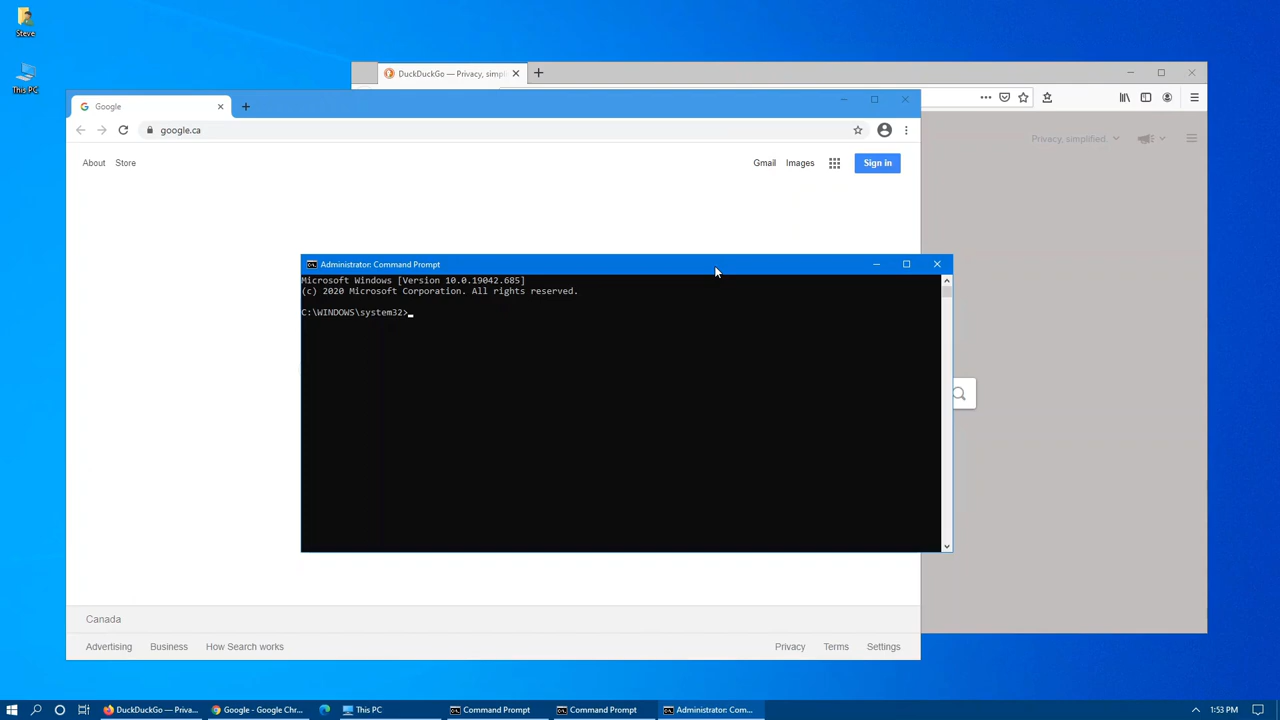 Steve
This PC
DuckDuckGo — Privacy, simpl
Google
google.ca
Privacy, simplified.
About Store
Gmail Images
Sign in
Administrator: Command Prompt
Microsoft Windows [Version 10.0.19042.685]
(c) 2020 Microsoft Corporation. All rights reserved.
C:\WINDOWS\system32>
Canada
Advertising Business How Search works
Privacy Terms Settings
DuckDuckGo — Priva...
Google - Google Chr...
This PC
Command Prompt
Command Prompt
Administrator: Com...
1:53 PM